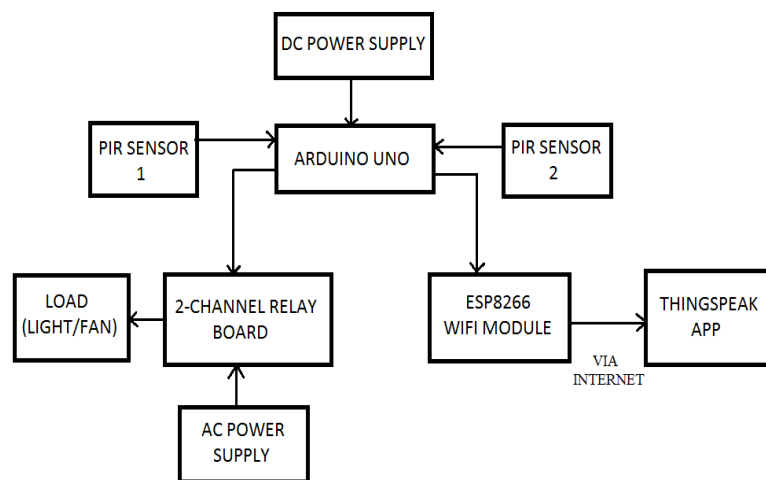 DC POWER SUPPLY
PIR SENSOR
1
ARDUINO UNO
PIR SENSOR
2
LOAD
(LIGHT/FAN)
2-CHANNEL RELAY
BOARD
ESP8266
WIFI MODULE
THINGSPEAK
APP
VIA
INTERNET
AC POWER
SUPPLY